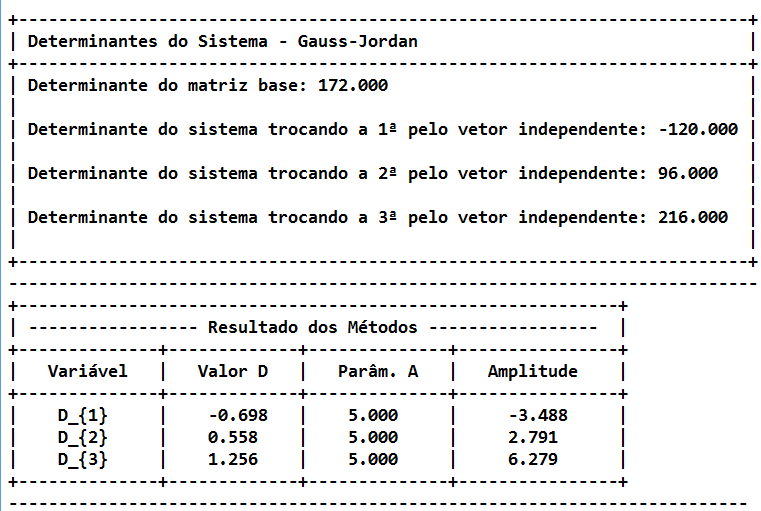 +-------------------------------------------------------------------------+
| Determinantes do Sistema - Gauss-Jordan                                 |
+-------------------------------------------------------------------------+
| Determinante do matriz base: 172.000                                    |
|                                                                         |
| Determinante do sistema trocando a 1ª pelo vetor independente: -120.000 |
|                                                                         |
| Determinante do sistema trocando a 2ª pelo vetor independente: 96.000   |
|                                                                         |
| Determinante do sistema trocando a 3ª pelo vetor independente: 216.000  |
|                                                                         |
+-------------------------------------------------------------------------+
---------------------------------------------------------------------------
+------------------------------------------------------------+
| ----------------- Resultado dos Métodos -----------------  |
+--------------+-------------+--------------+----------------+
|   Variável   |   Valor D   |   Parâm. A   |   Amplitude    |
+--------------+-------------+--------------+----------------+
|    D_{1}     |    -0.698   |    5.000     |     -3.488     |
|    D_{2}     |    0.558    |    5.000     |     2.791      |
|    D_{3}     |    1.256    |    5.000     |     6.279      |
+--------------+-------------+--------------+----------------+
--------------------------------------------------------------------------